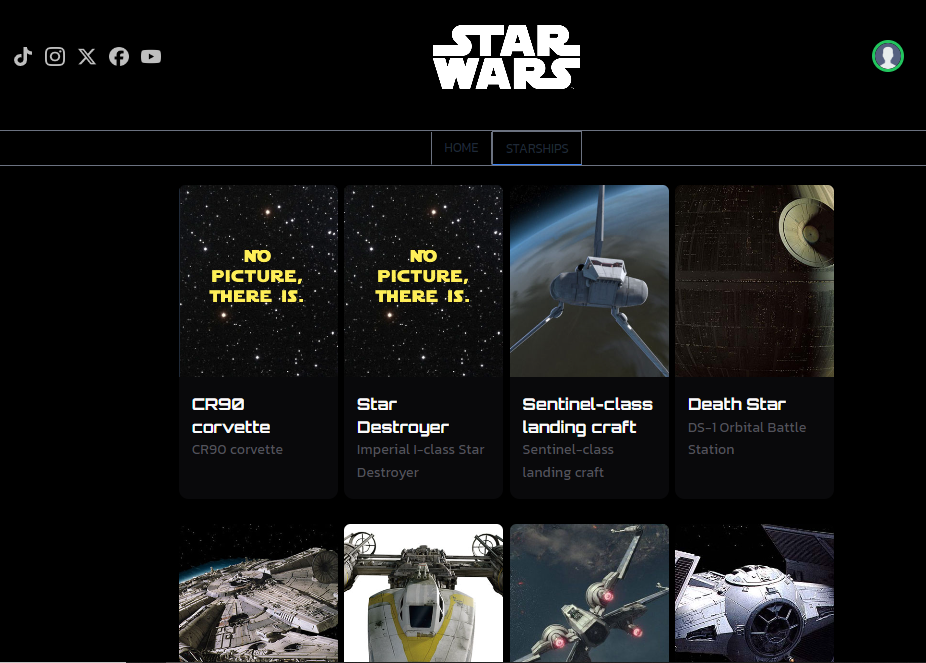 STAR
WARS
HOME
STARSHIPS
NO
PICTURE,
THERE IS.
NO
PICTURE,
THERE IS.
CR90
corvette
CR90 corvette
Star
Destroyer
Imperial I-class Star
Destroyer
Sentinel-class
landing craft
Sentinel-class
landing craft
Death Star
DS-1 Orbital Battle
Station